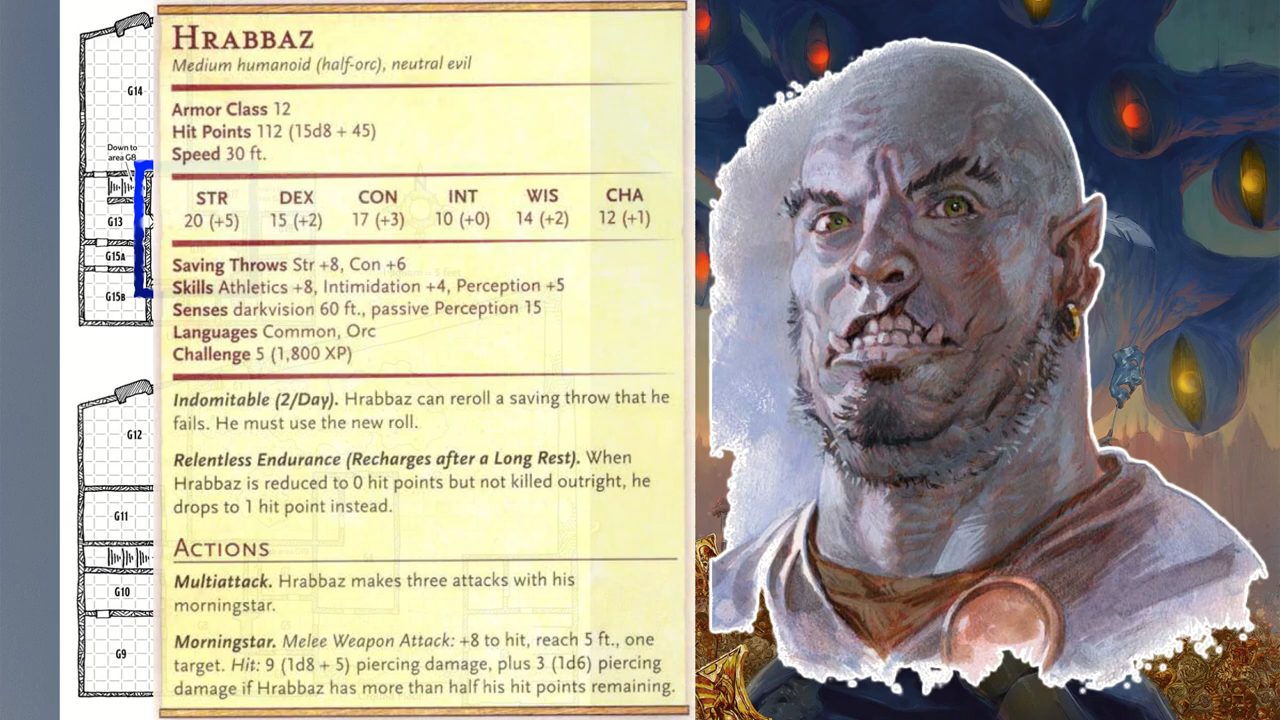 G14
Down to
area G8
G13
G15A
G15B
G12
G11
G10
G9
HRABBAZ
Medium humanoid (half-orc), neutral evil
Armor Class 12
Hit Points 112 (15d8 + 45)
Speed 30 ft.
STR DEX CON INT WIS CHA
20 (+5) 15 (+2) 17 (+3) 10 (+0) 14 (+2) 12 (+1)
Saving Throws Str +8, Con +6
Skills Athletics +8, Intimidation +4, Perception +5
Senses darkvision 60 ft., passive Perception 15
Languages Common, Orc
Challenge 5 (1,800 XP)
Indomitable (2/Day). Hrabbaz can reroll a saving throw that he
fails. He must use the new roll.
Relentless Endurance (Recharges after a Long Rest). When
Hrabbaz is reduced to 0 hit points but not killed outright, he
drops to 1 hit point instead.
ACTIONS
Multiattack. Hrabbaz makes three attacks with his
morningstar.
Morningstar. Melee Weapon Attack: +8 to hit, reach 5 ft., one
target. Hit: 9 (1d8 + 5) piercing damage, plus 3 (1d6) piercing
damage if Hrabbaz has more than half his hit points remaining.